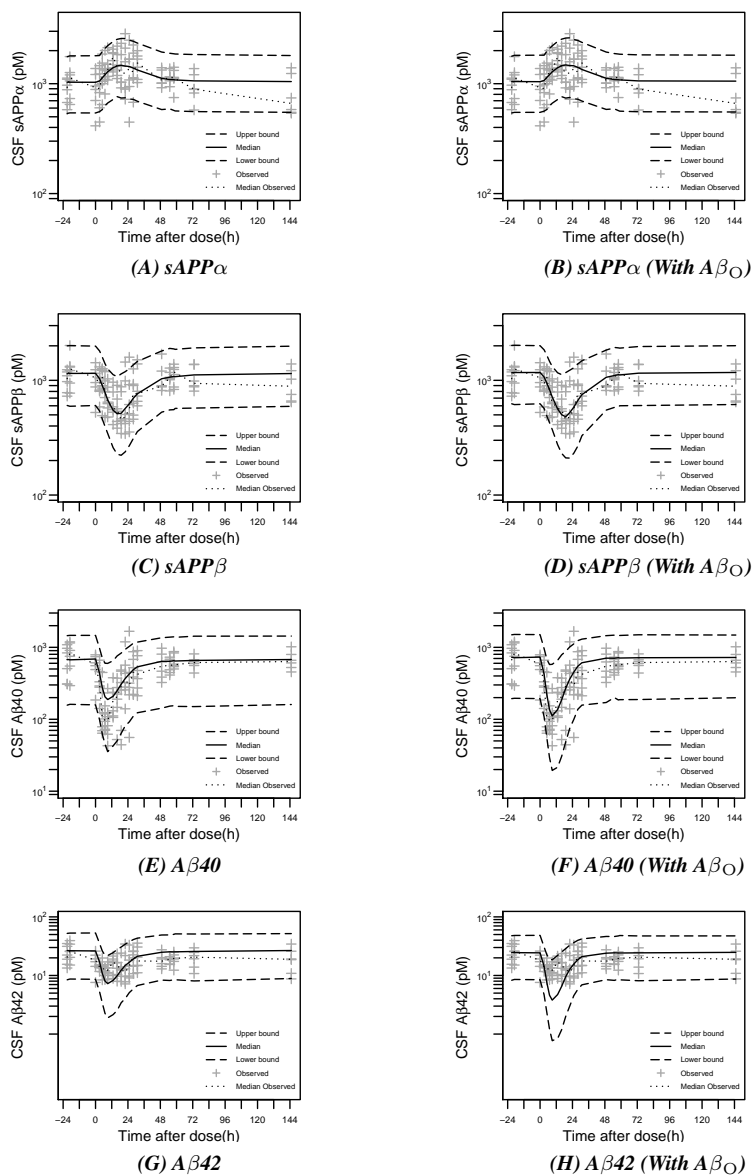 CSF sAPPα (pM)
10³
10²
Upper bound
Median
Lower bound
Observed
Median Observed
−24 0 24 48 72 96 120 144
Time after dose(h)
(A) sAPPα
CSF sAPPα (pM)
10³
10²
Upper bound
Median
Lower bound
Observed
Median Observed
−24 0 24 48 72 96 120 144
Time after dose(h)
(B) sAPPα (With AβO)
CSF sAPPβ (pM)
10³
10²
Upper bound
Median
Lower bound
Observed
Median Observed
−24 0 24 48 72 96 120 144
Time after dose(h)
(C) sAPPβ
CSF sAPPβ (pM)
10³
10²
Upper bound
Median
Lower bound
Observed
Median Observed
−24 0 24 48 72 96 120 144
Time after dose(h)
(D) sAPPβ (With AβO)
CSF Aβ40 (pM)
10³
10²
10¹
Upper bound
Median
Lower bound
Observed
Median Observed
−24 0 24 48 72 96 120 144
Time after dose(h)
(E) Aβ40
CSF Aβ40 (pM)
10³
10²
10¹
Upper bound
Median
Lower bound
Observed
Median Observed
−24 0 24 48 72 96 120 144
Time after dose(h)
(F) Aβ40 (With AβO)
CSF Aβ42 (pM)
10²
10¹
Upper bound
Median
Lower bound
Observed
Median Observed
−24 0 24 48 72 96 120 144
Time after dose(h)
(G) Aβ42
CSF Aβ42 (pM)
10²
10¹
Upper bound
Median
Lower bound
Observed
Median Observed
−24 0 24 48 72 96 120 144
Time after dose(h)
(H) Aβ42 (With AβO)